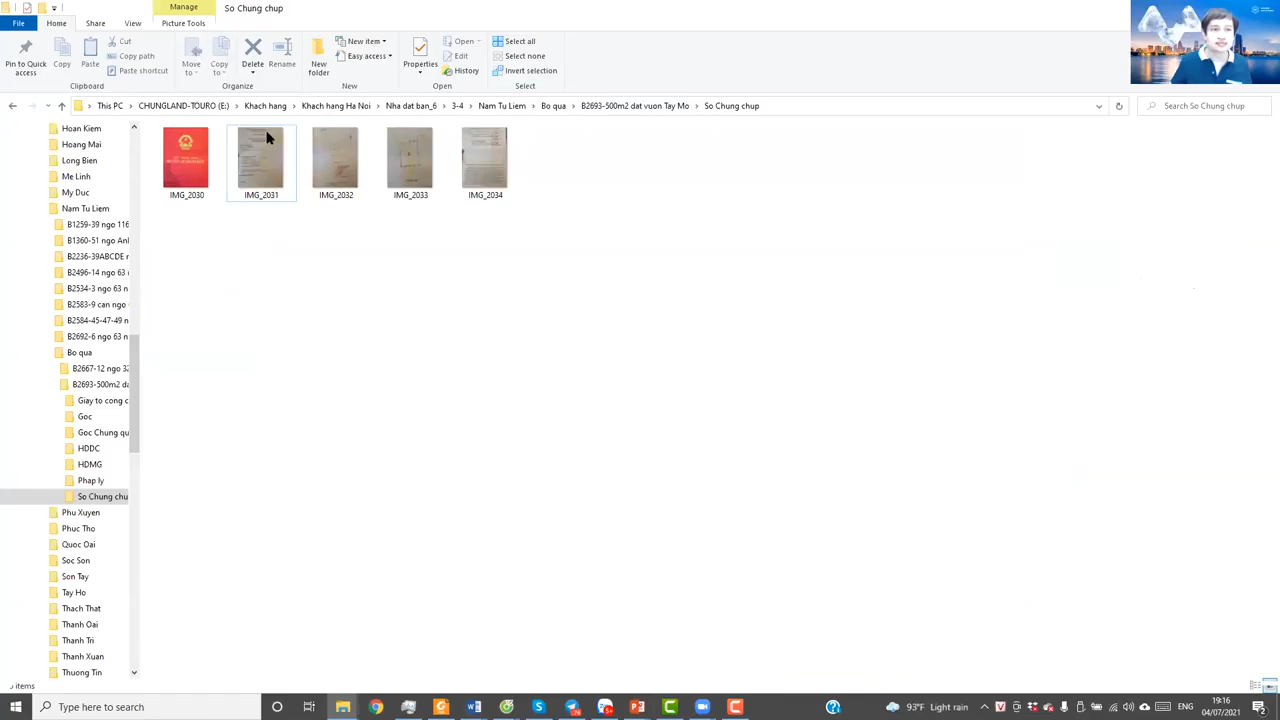 Manage
So Chung chup
File
Home
Share
View
Picture Tools
Pin to Quick access
Copy
Paste
Cut
Copy path
Paste shortcut
Clipboard
Move to
Copy to
Delete
Rename
Organize
New folder
New item
Easy access
New
Properties
Open
Edit
History
Open
Select all
Select none
Invert selection
Select
This PC
CHUNGLAND-TOURO (E:)
Khach hang
Khach hang Ha Noi
Nha dat ban_6
3-4
Nam Tu Liem
Bo qua
B2693-500m2 dat vuon Tay Mo
So Chung chup
Search So Chung chup
Hoan Kiem
Hoang Mai
Long Bien
Me Linh
My Duc
Nam Tu Liem
B1259-39 ngo 116
B1360-51 ngo Anl
B2236-39ABCDE r
B2496-14 ngo 63 r
B2534-3 ngo 63 n
B2583-9 can ngo
B2584-45-47-49 n
B2692-6 ngo 63 n
Bo qua
B2667-12 ngo 32
B2693-500m2 da
Giay to cong c
Goc
Goc Chung qu
HDDC
HDMG
Phap ly
So Chung chu
Phu Xuyen
Phuc Tho
Quoc Oai
Soc Son
Son Tay
Tay Ho
Thach That
Thanh Oai
Thanh Tri
Thanh Xuan
Thuong Tin
IMG_2030
IMG_2031
IMG_2032
IMG_2033
IMG_2034
items
Type here to search
93°F Light rain
ENG
19:16
04/07/2021